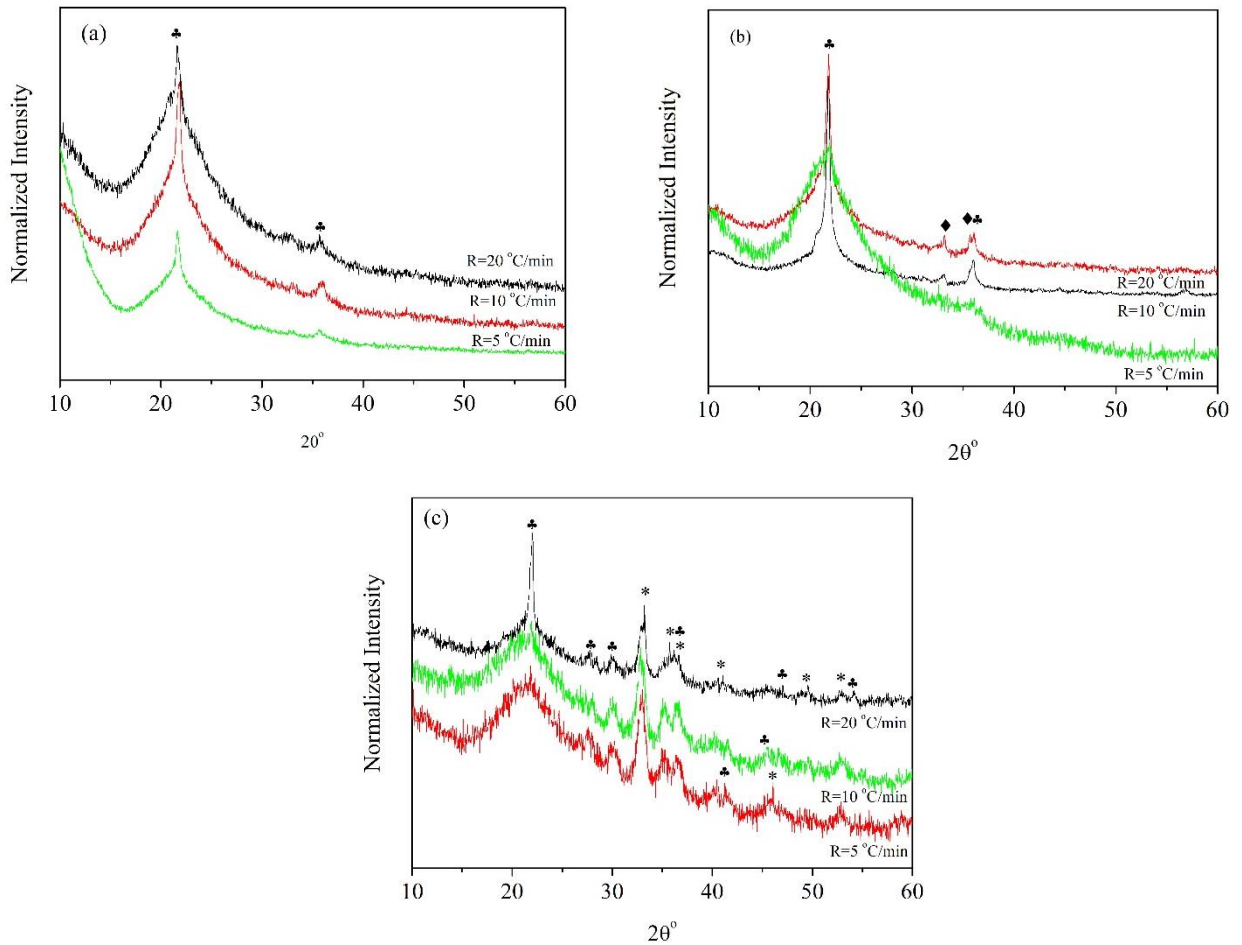 (a)
♣
♣
Normalized Intensity
R=20 °C/min
R=10 °C/min
R=5 °C/min
10 20 30 40 50 60
20°
(b)
♣
♦ ♦♣
Normalized Intensity
R=20 °C/min
R=10 °C/min
R=5 °C/min
10 20 30 40 50 60
2θ°
(c)
♣
*
♣ ♣ * ♣
* * ♣ * * ♣
Normalized Intensity
R=20 °C/min
♣
♣ *
R=10 °C/min
R=5 °C/min
10 20 30 40 50 60
2θ°